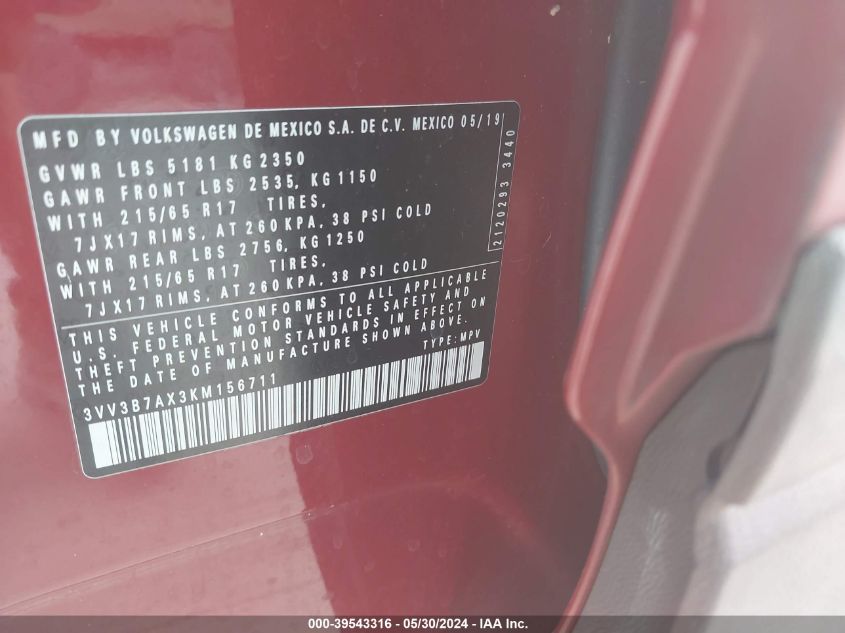 MFD BY VOLKSWAGEN DE MEXICO S.A. DE C.V. MEXICO 05/19
GVWR LBS 5181 KG 2350
GAWR FRONT LBS 2535, KG 1150
WITH 215/65 R17 TIRES,
7JX17 RIMS, AT 260 KPA, 38 PSI COLD
GAWR REAR LBS 2756, KG 1250
WITH 215/65 R17 TIRES,
7JX17 RIMS, AT 260 KPA, 38 PSI COLD
2120293 3440
THIS VEHICLE CONFORMS TO ALL APPLICABLE
U.S. FEDERAL MOTOR VEHICLE SAFETY AND
THEFT PREVENTION STANDARDS IN EFFECT ON
THE DATE OF MANUFACTURE SHOWN ABOVE.
TYPE: MPV
3VV3B7AX3KM156711
000-39543316 - 05/30/2024 - IAA Inc.